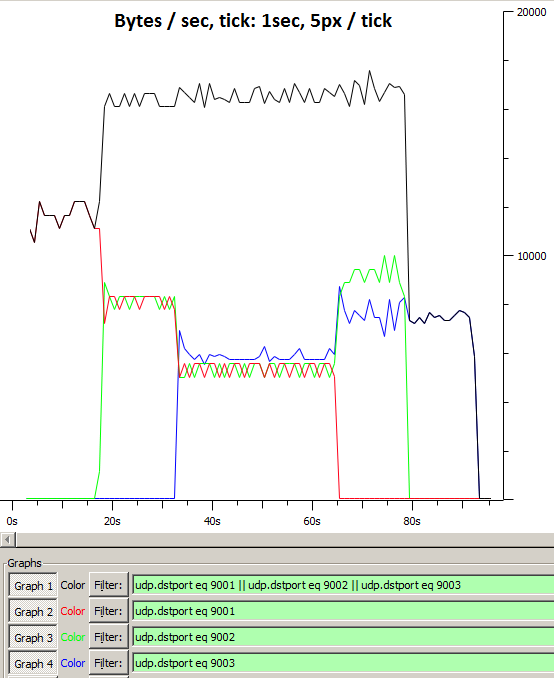 Bytes / sec, tick: 1sec, 5px / tick
20000
10000
0s 20s 40s 60s 80s
Graphs
Graph 1 Color Filter: udp.dstport eq 9001 || udp.dstport eq 9002 || udp.dstport eq 9003
Graph 2 Color Filter: udp.dstport eq 9001
Graph 3 Color Filter: udp.dstport eq 9002
Graph 4 Color Filter: udp.dstport eq 9003